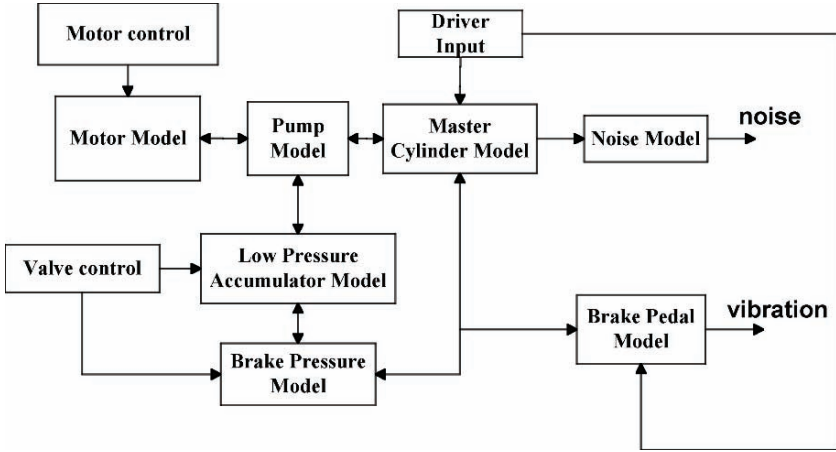 Motor control
Driver
Input
Motor Model
Pump
Model
Master
Cylinder Model
Noise Model
noise
Valve control
Low Pressure
Accumulator Model
Brake Pedal
Model
vibration
Brake Pressure
Model